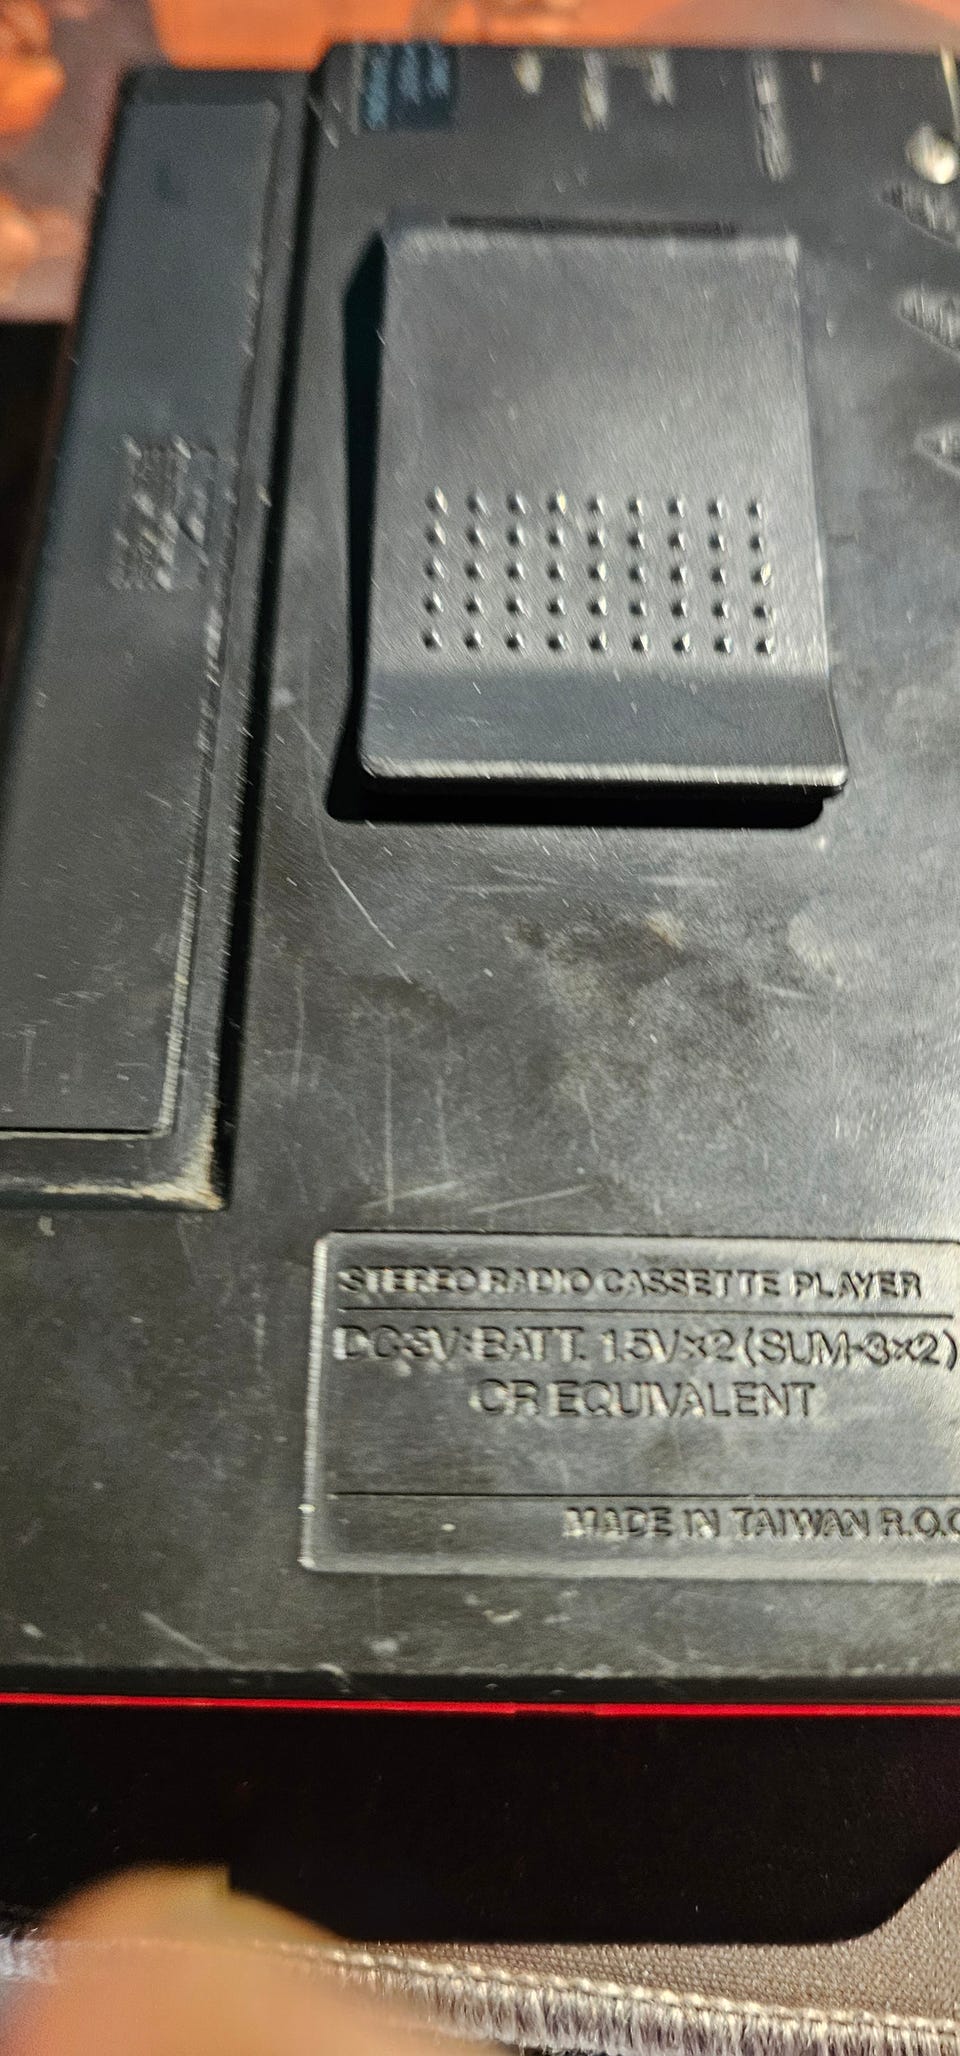 STEREO RADIO CASSETTE PLAYER
DC3V:BATT. 1.5V×2 (SUM-3×2)
OR EQUIVALENT
MADE IN TAIWAN R.O.C